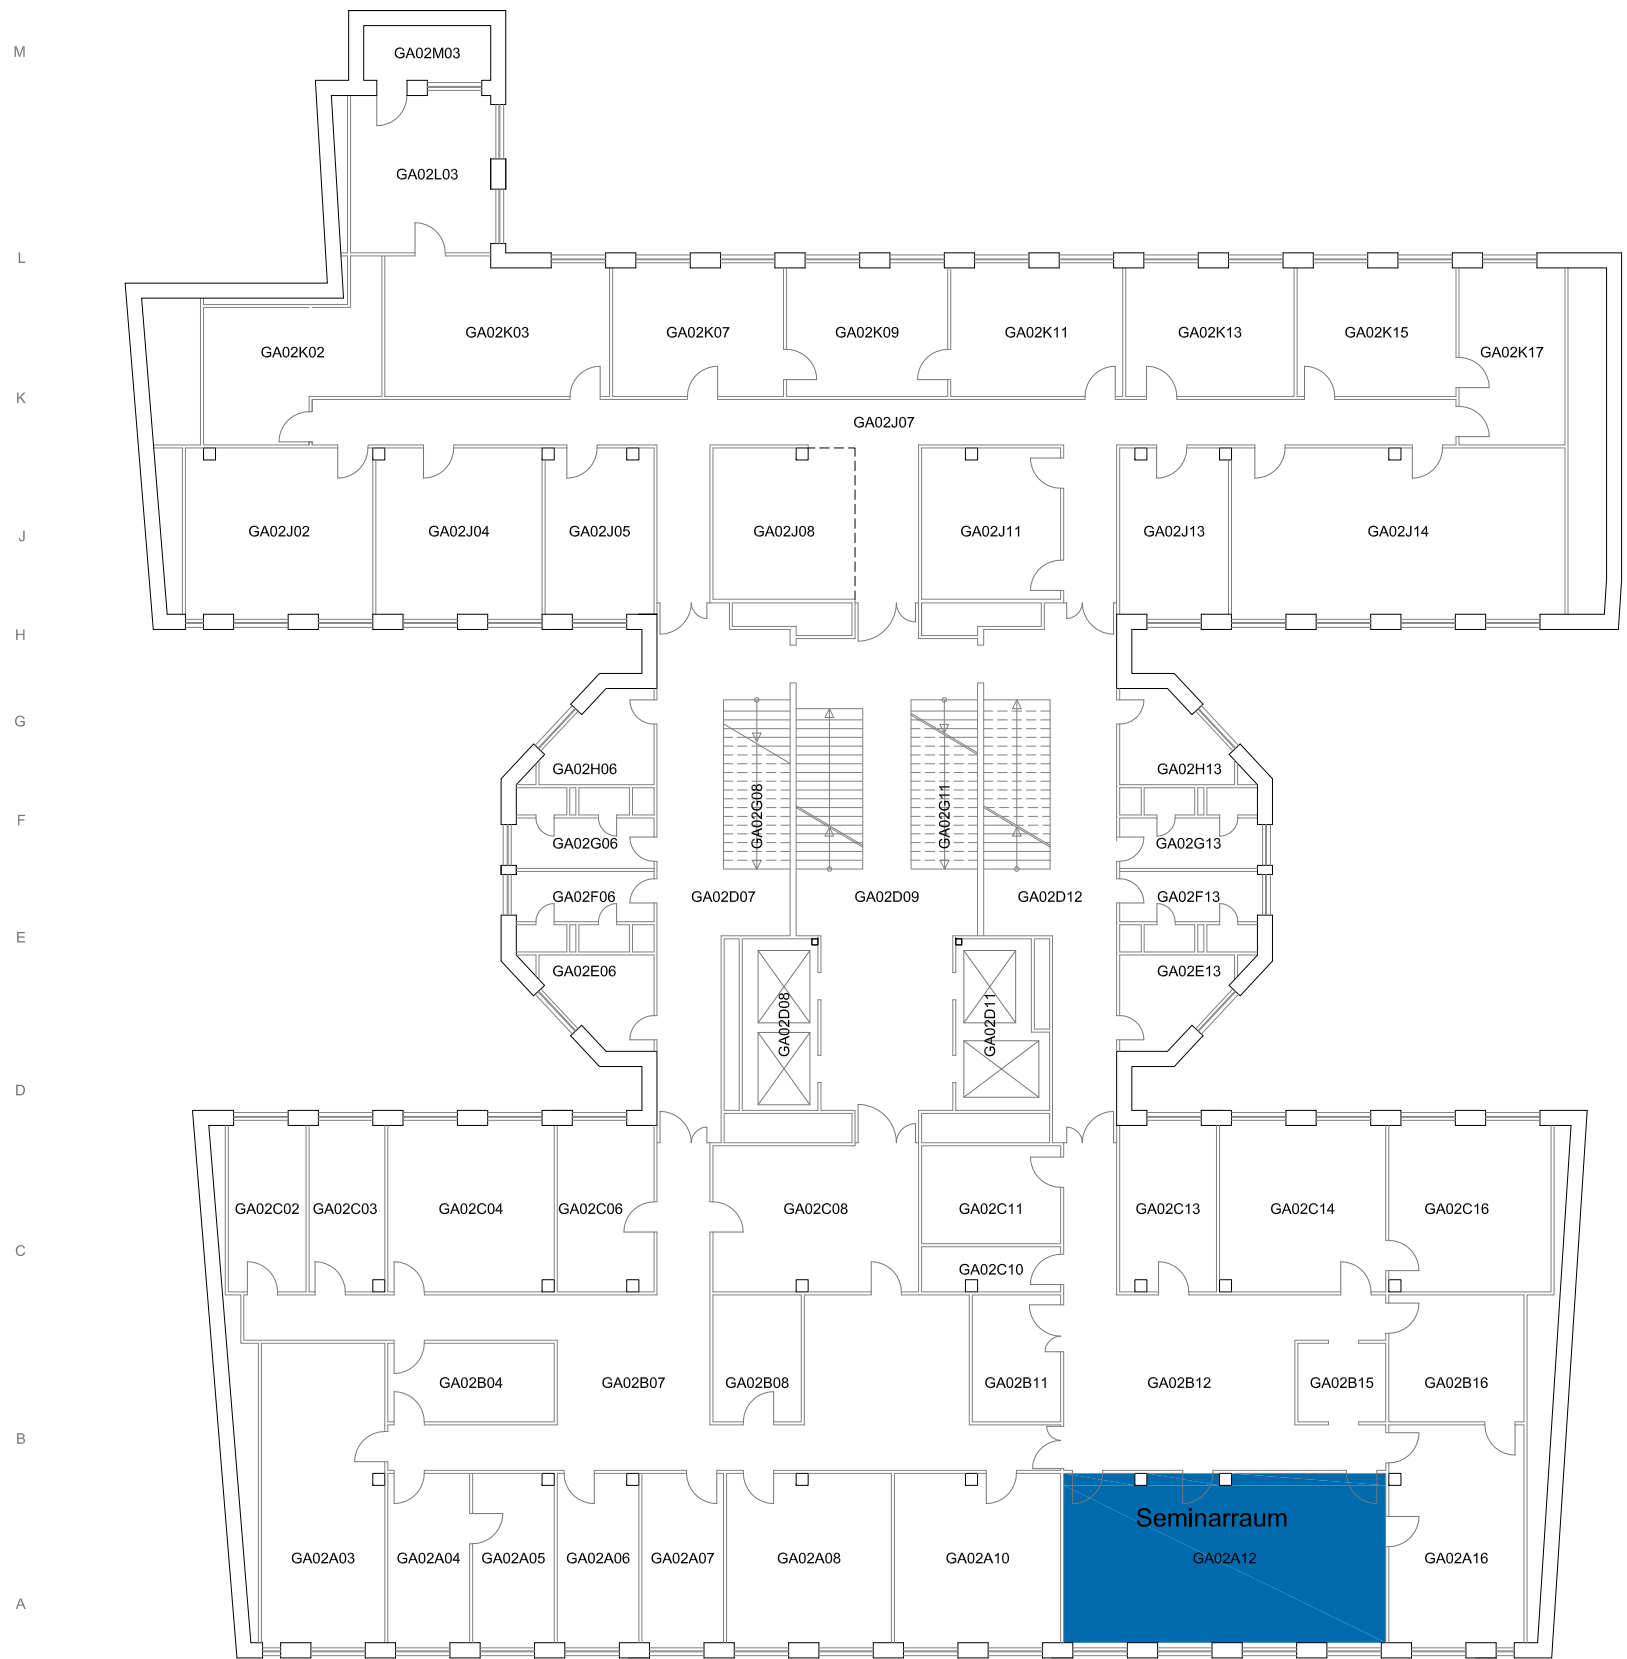 M
GA02M03
GA02L03
L
GA02K03 GA02K07 GA02K09 GA02K11 GA02K13 GA02K15
GA02K02 GA02K17
K
GA02J07
J
GA02J02 GA02J04 GA02J05 GA02J08 GA02J11 GA02J13 GA02J14
H
G
GA02H06 GA02H13
GA02G08 GA02G11
F
GA02G06 GA02G13
GA02F06 GA02D07 GA02D09 GA02D12 GA02F13
E
GA02E06 GA02E13
GA02D08 GA02D11
D
GA02C02 GA02C03 GA02C04 GA02C06 GA02C08 GA02C11 GA02C13 GA02C14 GA02C16
C
GA02C10
GA02B04 GA02B07 GA02B08 GA02B11 GA02B12 GA02B15 GA02B16
B
Seminarraum
GA02A03 GA02A04 GA02A05 GA02A06 GA02A07 GA02A08 GA02A10 GA02A12 GA02A16
A